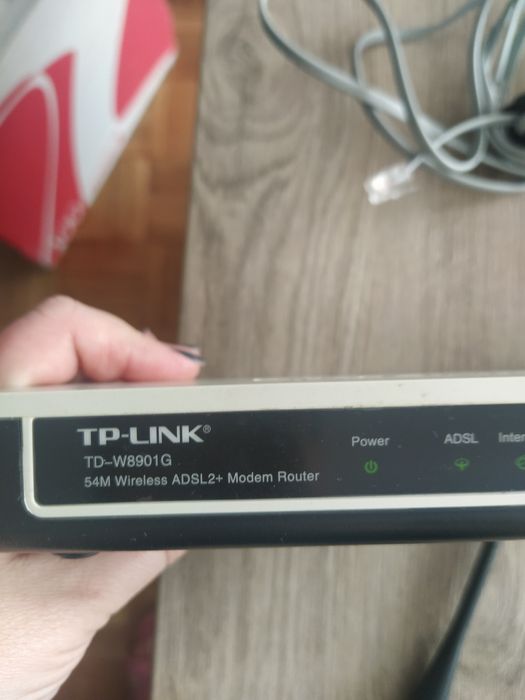 TP-LINK®
TD-W8901G
54M Wireless ADSL2+ Modem Router
Power
ADSL